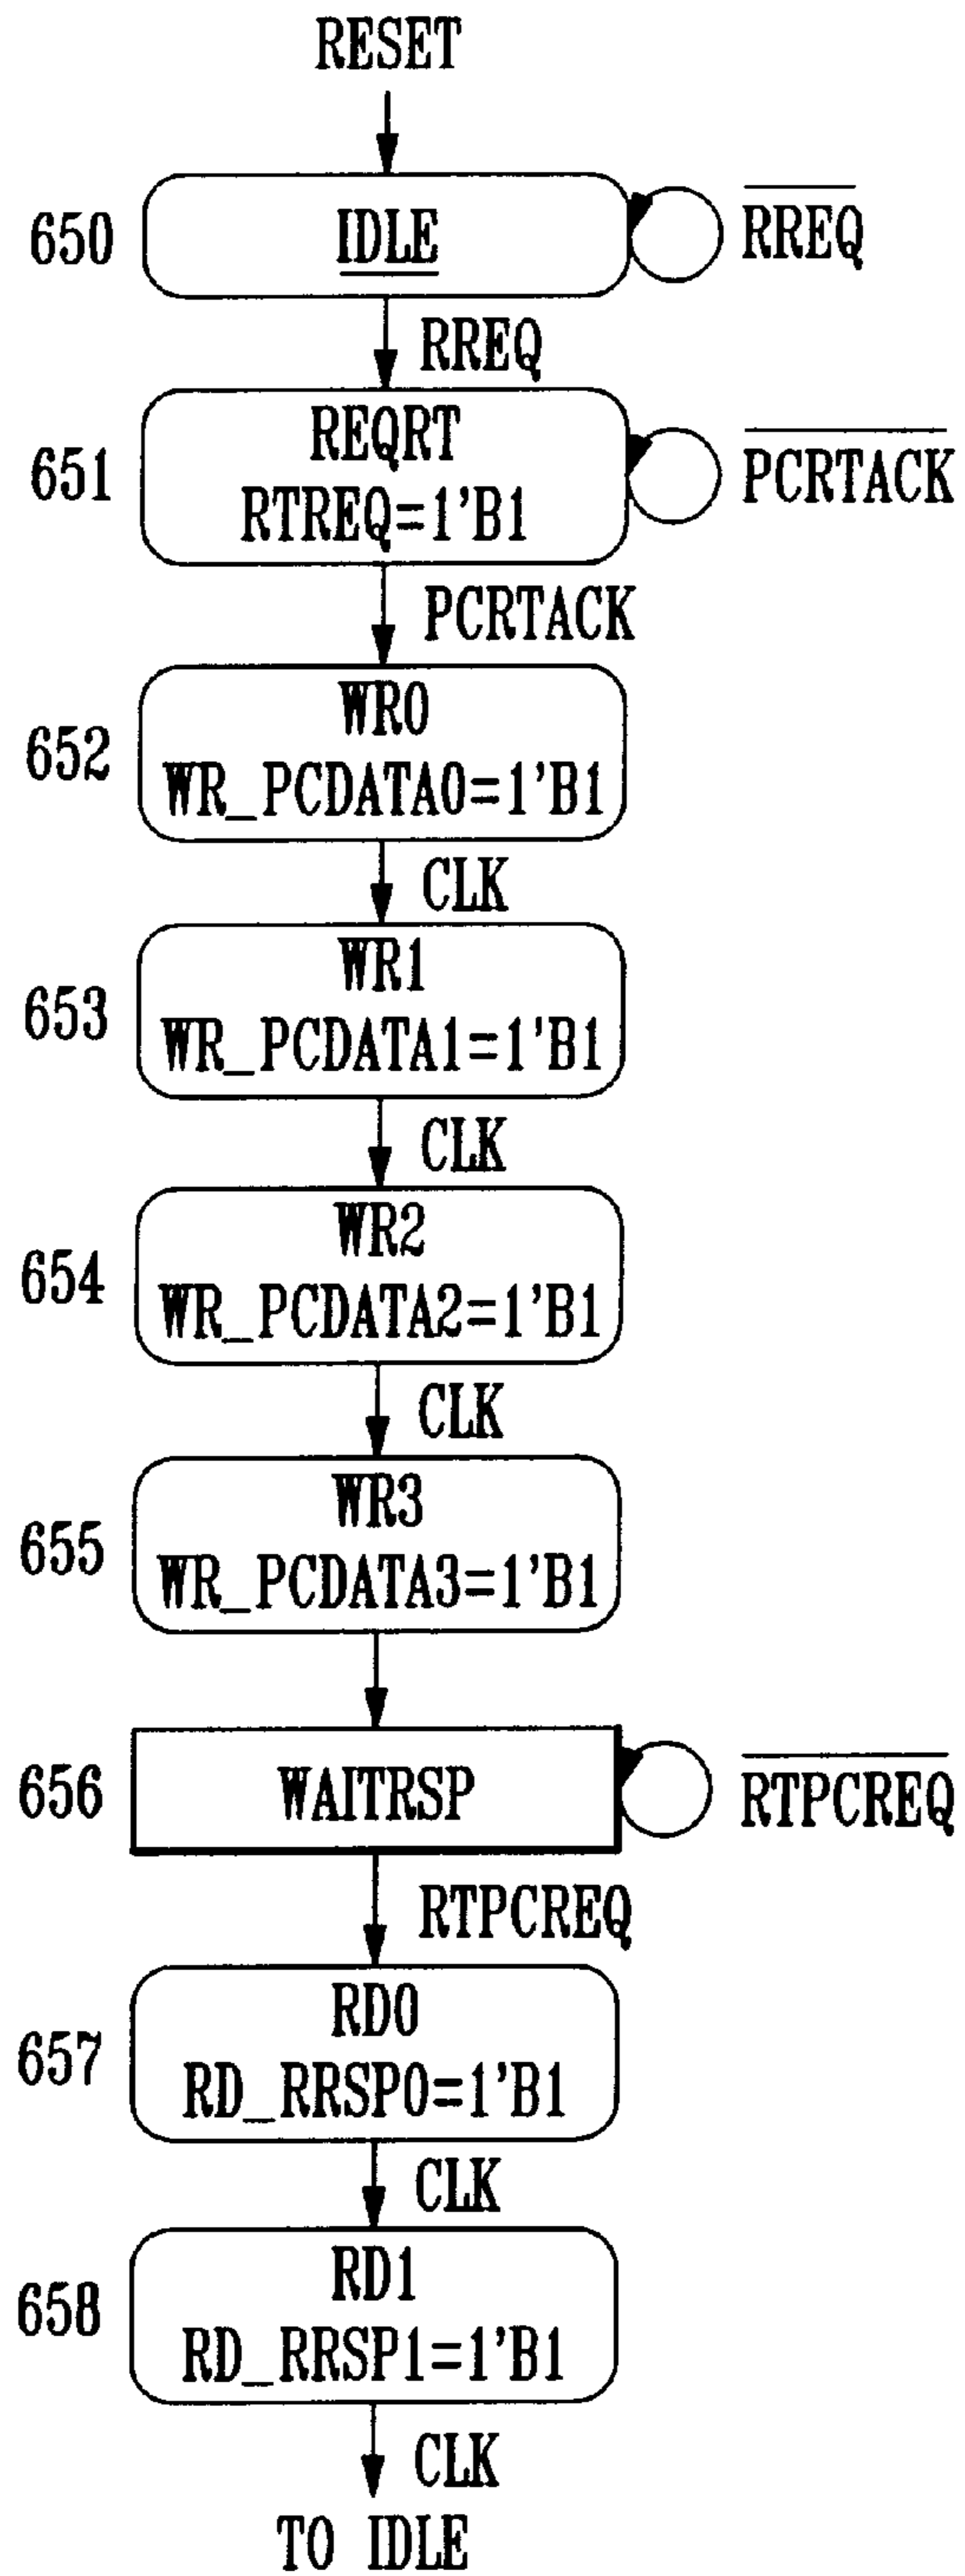 RESET
650
IDLE
RREQ
RREQ
651
REQRT
RTREQ=1'B1
PCRTACK
PCRTACK
652
WR0
WR_PCDATA0=1'B1
CLK
653
WR1
WR_PCDATA1=1'B1
CLK
654
WR2
WR_PCDATA2=1'B1
CLK
655
WR3
WR_PCDATA3=1'B1
656
WAITRSP
RTPCREQ
RTPCREQ
657
RD0
RD_RRSP0=1'B1
CLK
658
RD1
RD_RRSP1=1'B1
CLK
TO IDLE